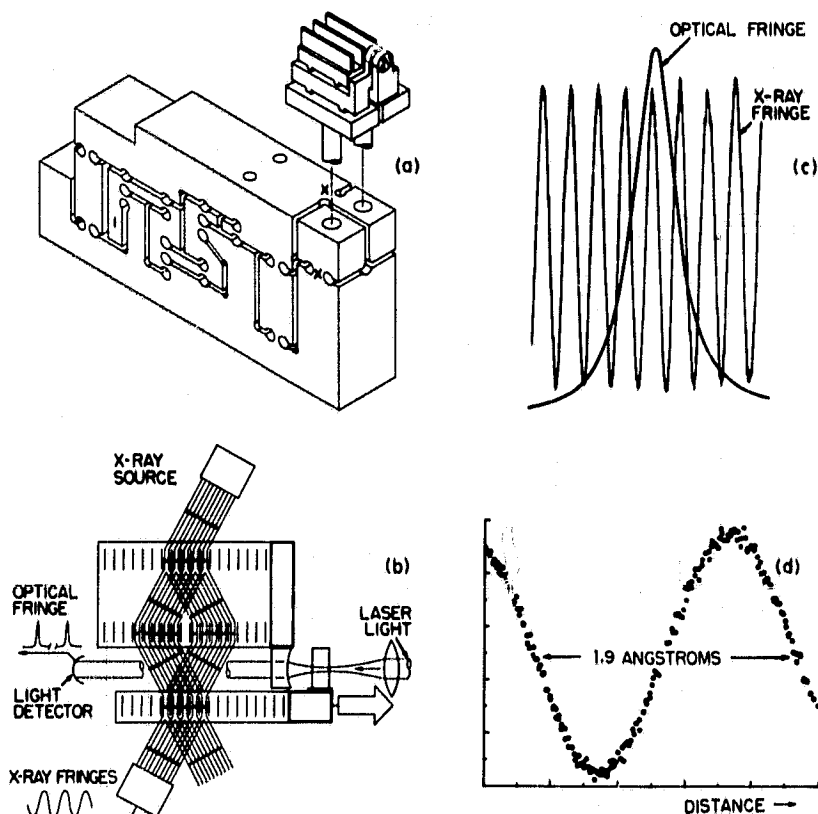 OPTICAL FRINGE
X-RAY
FRINGE
(a)
(c)
x
x
X-RAY
SOURCE
(b)
OPTICAL
FRINGE
LASER
LIGHT
LIGHT
DETECTOR
X-RAY FRINGES
(d)
1.9 ANGSTROMS
DISTANCE →